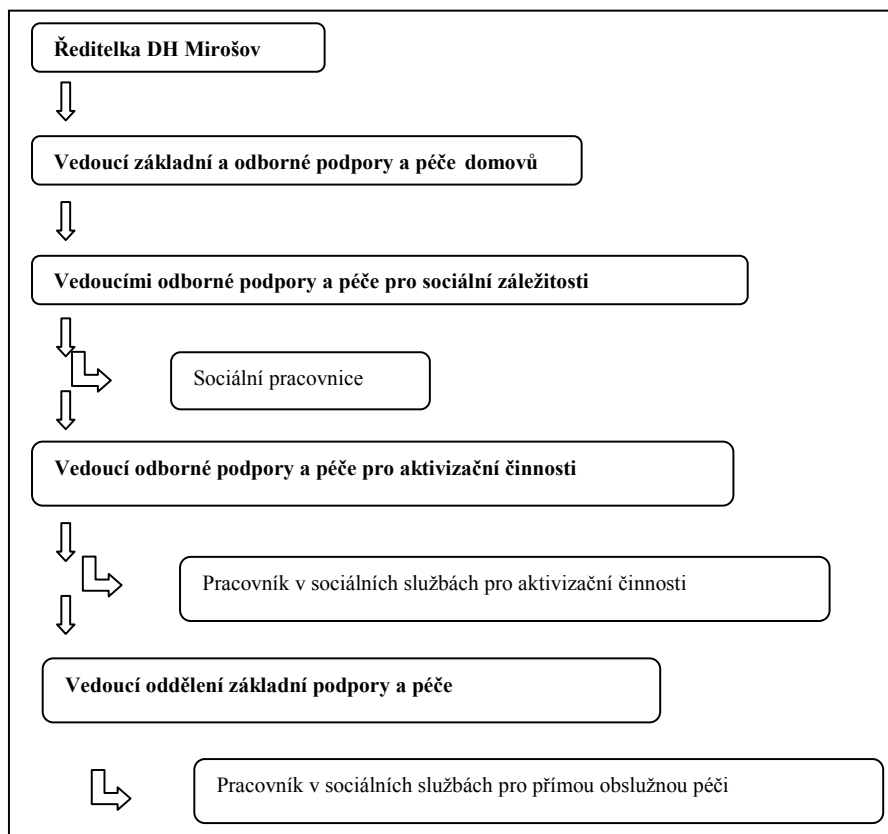 Ředitelka DH Mirošov
Vedoucí základní a odborné podpory a péče domovů
Vedoucími odborné podpory a péče pro sociální záležitosti
Sociální pracovnice
Vedoucí odborné podpory a péče pro aktivizační činnosti
Pracovník v sociálních službách pro aktivizační činnosti
Vedoucí oddělení základní podpory a péče
Pracovník v sociálních službách pro přímou obslužnou péči